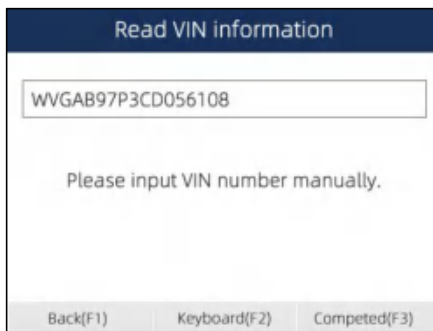 Read VIN information
WVGAB97P3CD056108
Please input VIN number manually.
Back(F1) Keyboard(F2) Competed(F3)